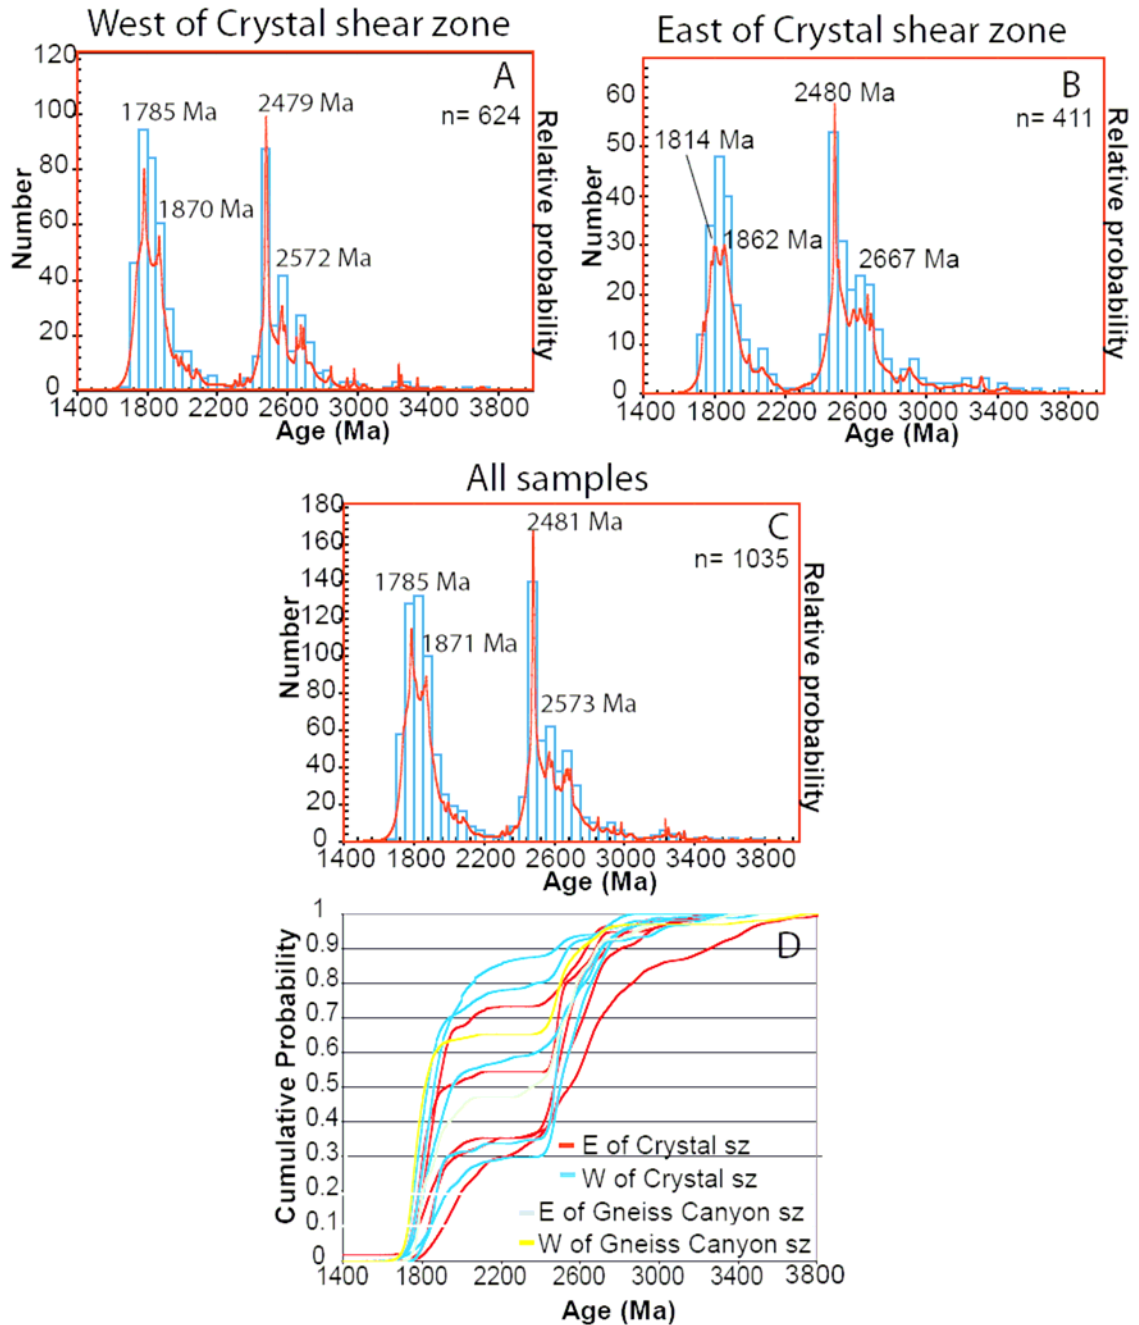 West of Crystal shear zone
A
n= 624
1785 Ma
2479 Ma
1870 Ma
2572 Ma
120
100
80
60
40
20
0
Number
Relative probability
1400 1800 2200 2600 3000 3400 3800
Age (Ma)
East of Crystal shear zone
B
n= 411
2480 Ma
1814 Ma
1862 Ma
2667 Ma
60
50
40
30
20
10
0
Number
Relative probability
1400 1800 2200 2600 3000 3400 3800
Age (Ma)
All samples
C
n= 1035
2481 Ma
1785 Ma
1871 Ma
2573 Ma
180
160
140
120
100
80
60
40
20
0
Number
Relative probability
1400 1800 2200 2600 3000 3400 3800
Age (Ma)
D
1
0.9
0.8
0.7
0.6
0.5
0.4
0.3
0.2
0.1
0
Cumulative Probability
E of Crystal sz
W of Crystal sz
E of Gneiss Canyon sz
W of Gneiss Canyon sz
1400 1800 2200 2600 3000 3400 3800
Age (Ma)